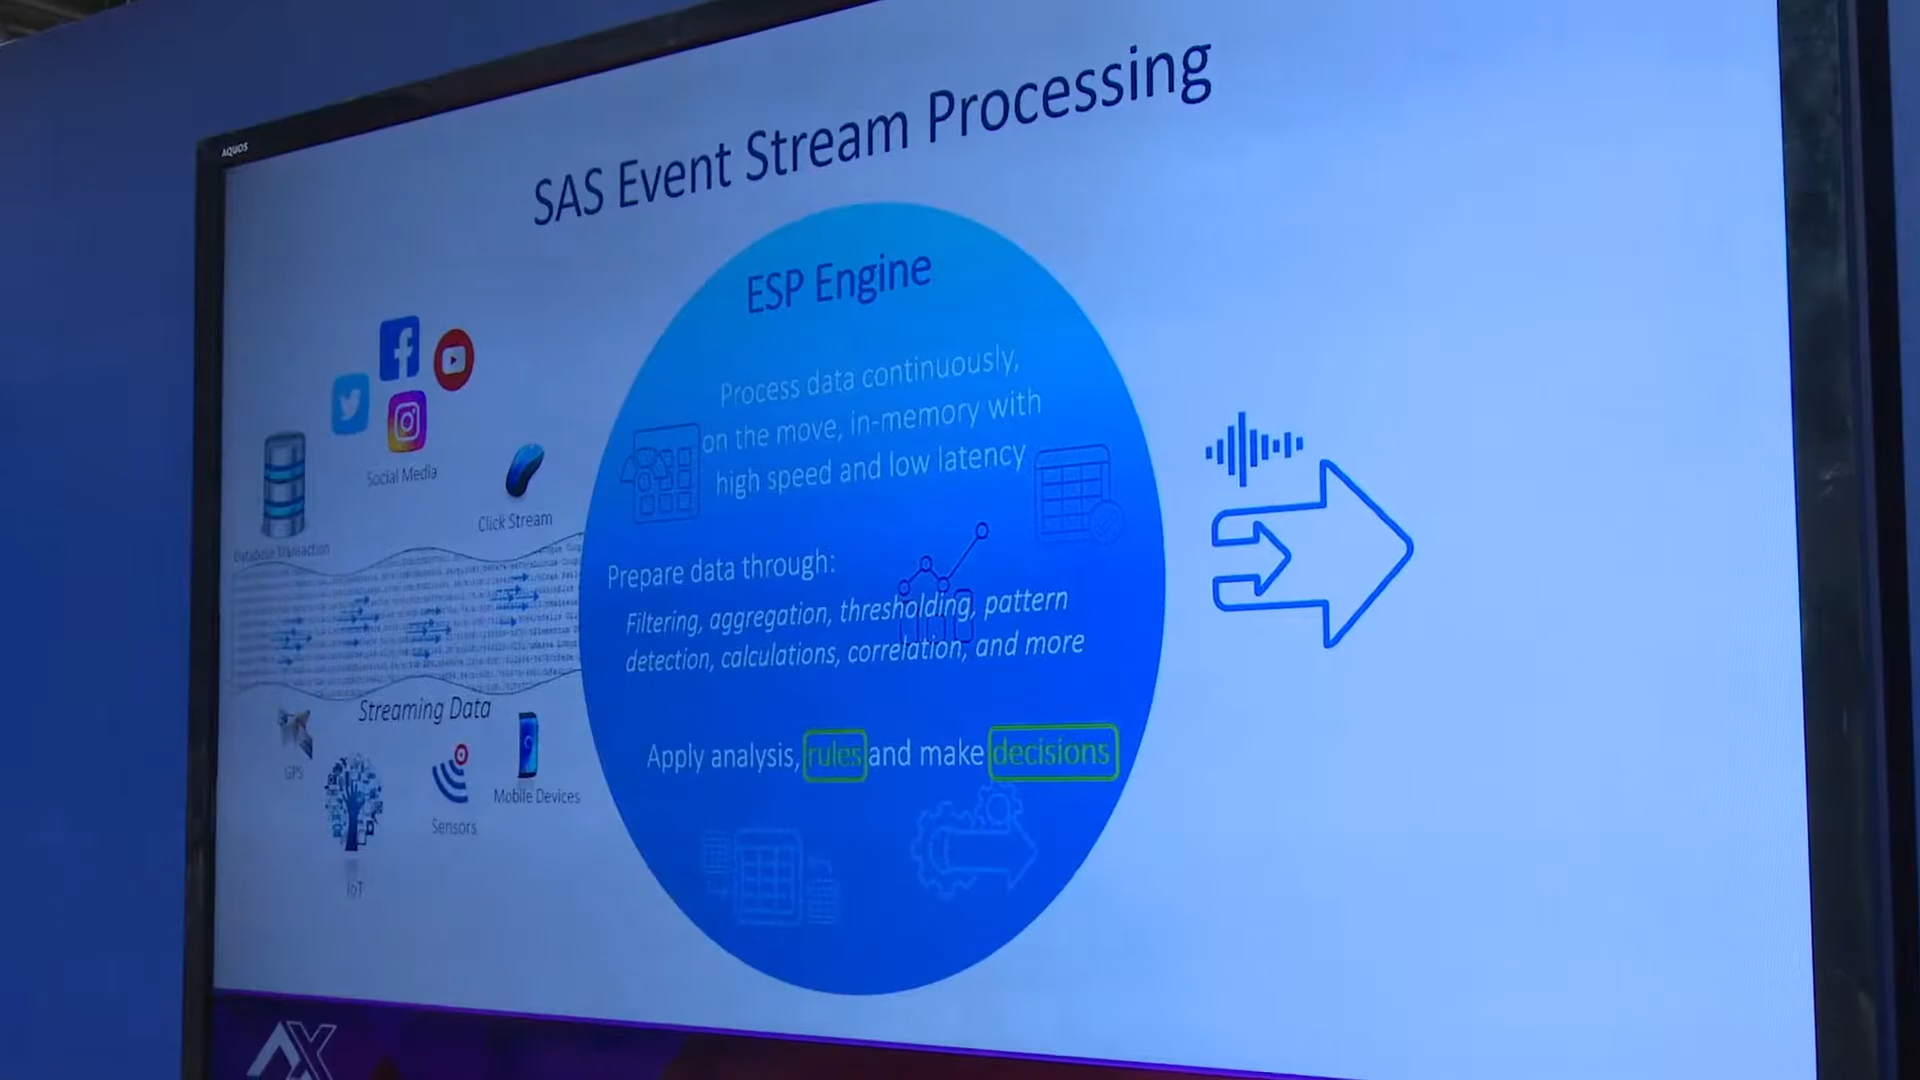 AQUOS
SAS Event Stream Processing
ESP Engine
Process data continuously,
on the move, in-memory with
high speed and low latency
Prepare data through:
Filtering, aggregation, thresholding, pattern
detection, calculations, correlation, and more
Apply analysis, rules and make decisions
Social Media
Click Stream
Database Transaction
Streaming Data
GPS
IoT
Sensors
Mobile Devices